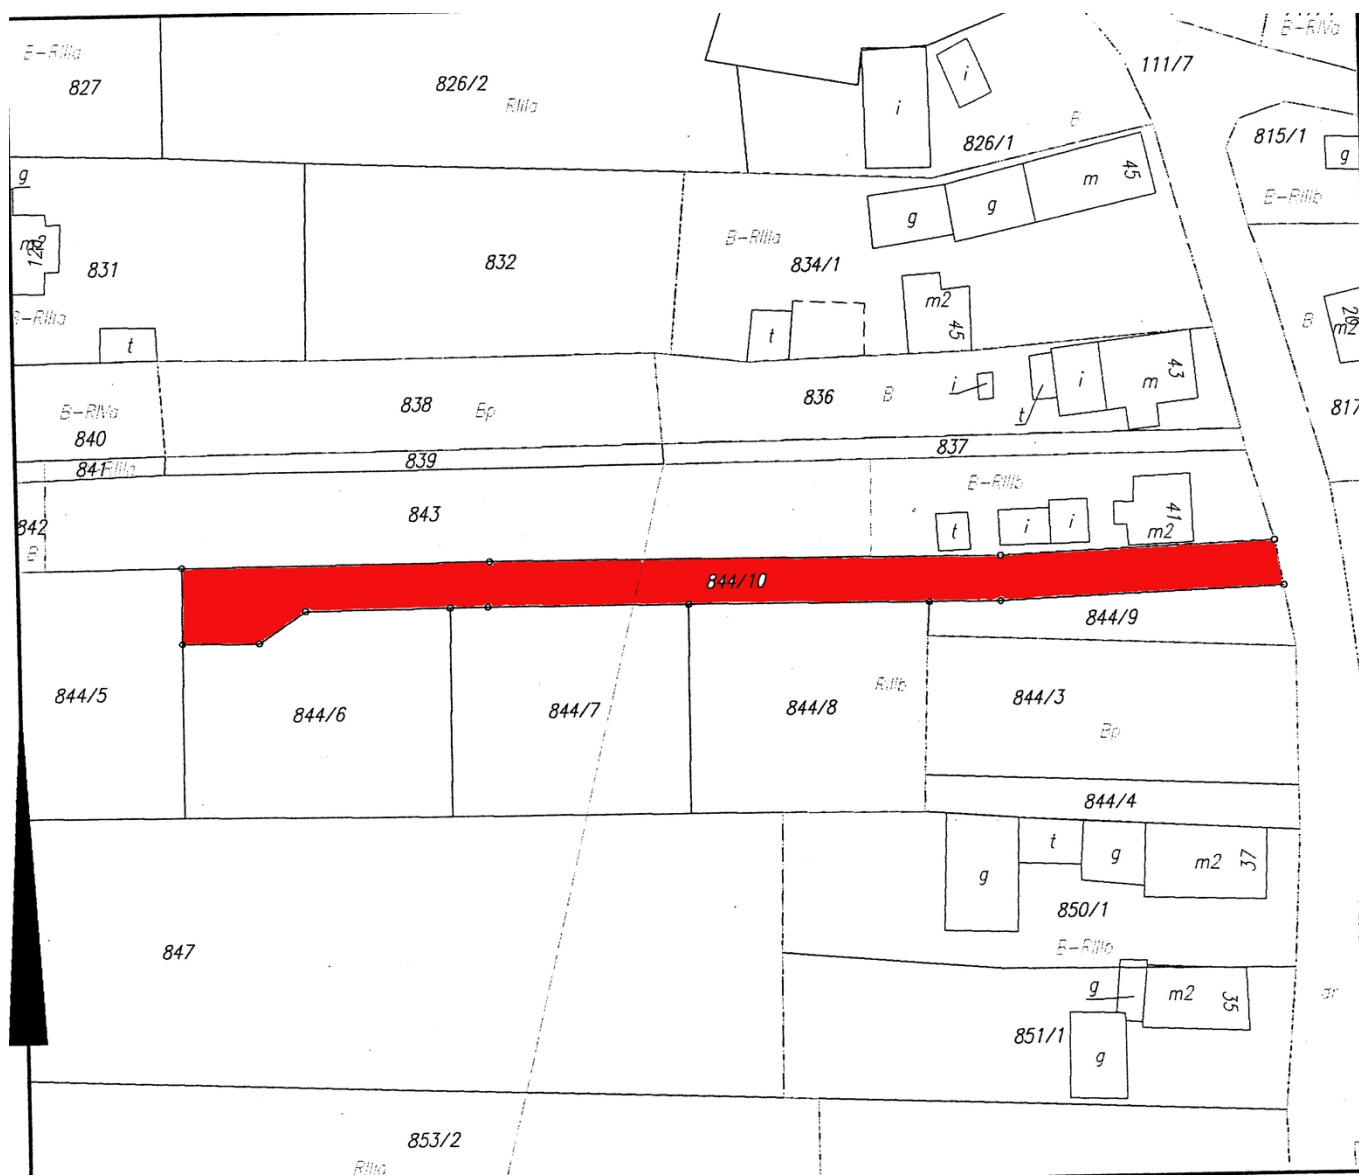 B-RIIIa
827
826/2
RIIIa
i
i
111/7
B-RIVa
B
826/1
815/1
g
B-RIIIb
g
m2
831
B-RIIIa
t
832
B-RIIIa
834/1
g
g
m
45
m2
45
t
B
20
m2
817
B-RIVa
840
838
Bp
836
B
i
t
i
m
43
841
RIIIa
839
837
842
B
843
B-RIIIb
t
i
i
m2
41
844/10
844/9
844/5
844/6
844/7
844/8
RIIIb
844/3
Bp
844/4
g
t
g
m2
37
850/1
B-RIIIb
847
g
m2
35
851/1
g
dr
853/2
RIIIa